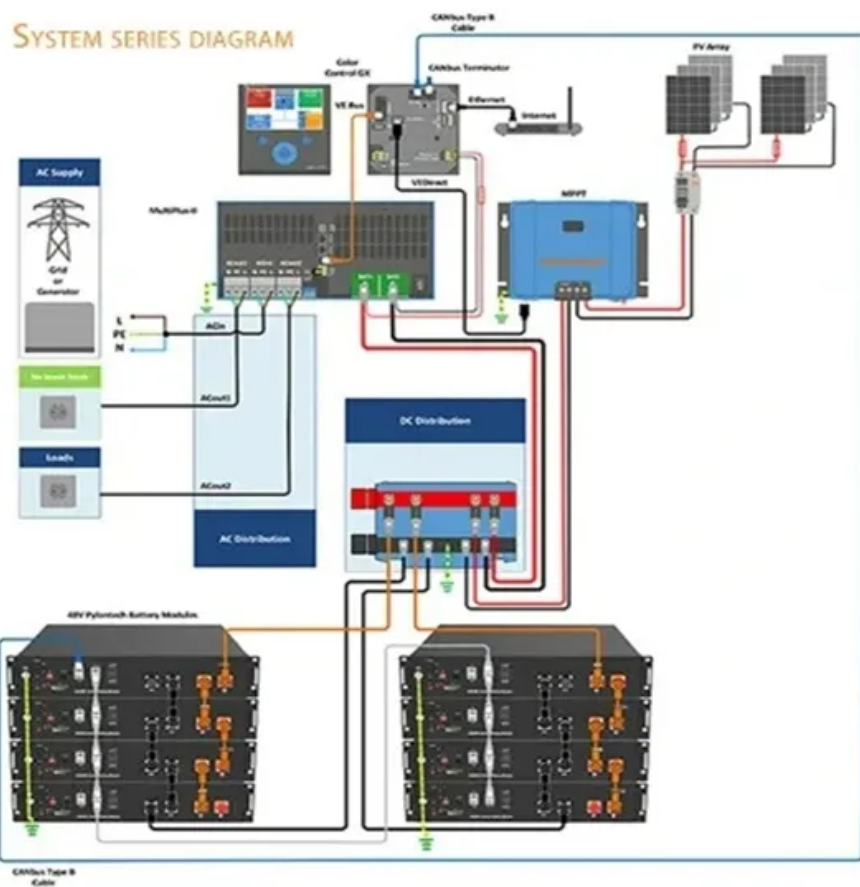 SYSTEM SERIES DIAGRAM
CANbus Type B
Cable
Color
Control GX
CANbus Terminator
PV Array
VE Bus
Ethernet
Internet
AC Supply
VEDirect
MPPT
MultiPlus-II
Grid
or
Generator
L
PE
N
ACin
ACout1
DC Distribution
Loads
ACout2
AC Distribution
48V Pylontech Battery Modules
CANbus Type B
Cable